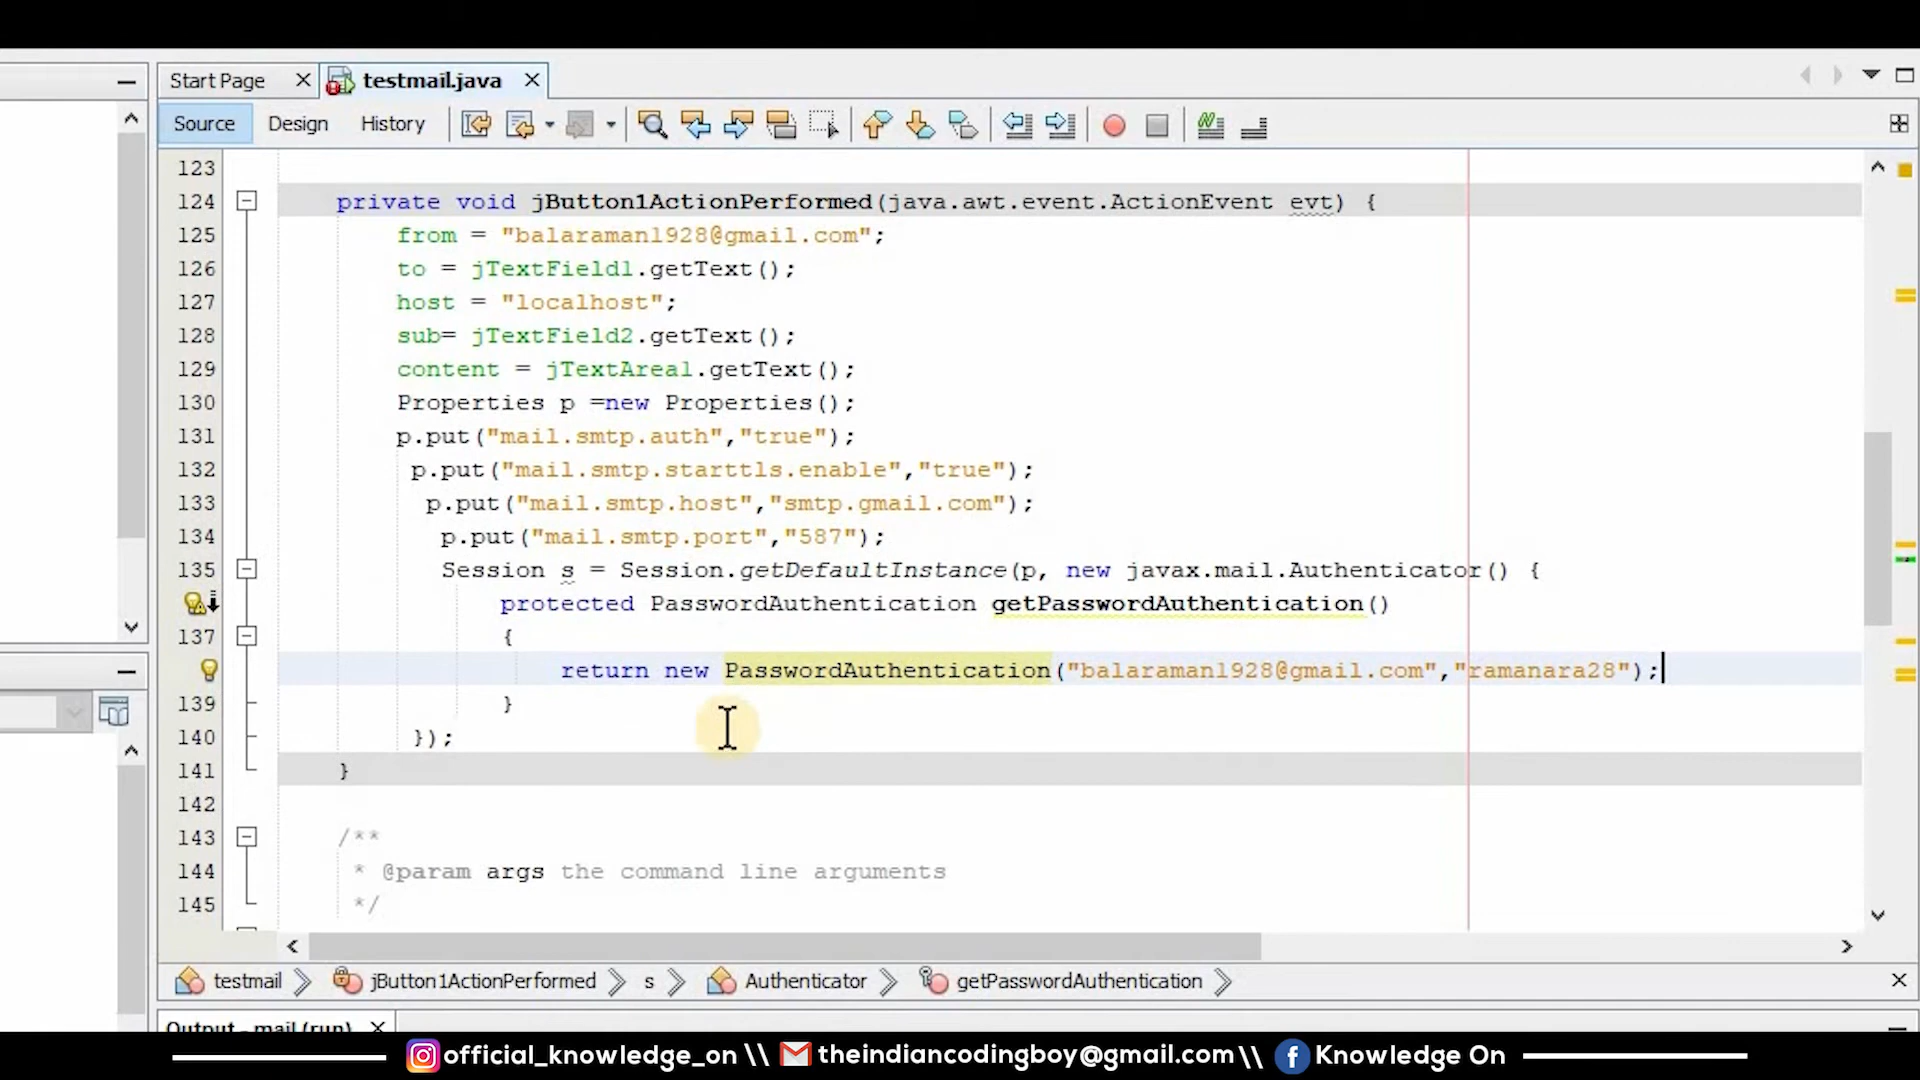 Start Page
testmail.java
Source
Design
History
123
124 private void jButton1ActionPerformed(java.awt.event.ActionEvent evt) {
125 from = "balaraman1928@gmail.com";
126 to = jTextField1.getText();
127 host = "localhost";
128 sub= jTextField2.getText();
129 content = jTextArea1.getText();
130 Properties p =new Properties();
131 p.put("mail.smtp.auth","true");
132 p.put("mail.smtp.starttls.enable","true");
133 p.put("mail.smtp.host","smtp.gmail.com");
134 p.put("mail.smtp.port","587");
135 Session s = Session.getDefaultInstance(p, new javax.mail.Authenticator() {
protected PasswordAuthentication getPasswordAuthentication()
137 {
return new PasswordAuthentication("balaraman1928@gmail.com","ramanara28");
139 }
140 });
141 }
142
143 /**
144 * @param args the command line arguments
145 */
testmail
jButton1ActionPerformed
s
Authenticator
getPasswordAuthentication
Output - mail (run)
official_knowledge_on \\ theindiancodingboy@gmail.com \\ Knowledge On